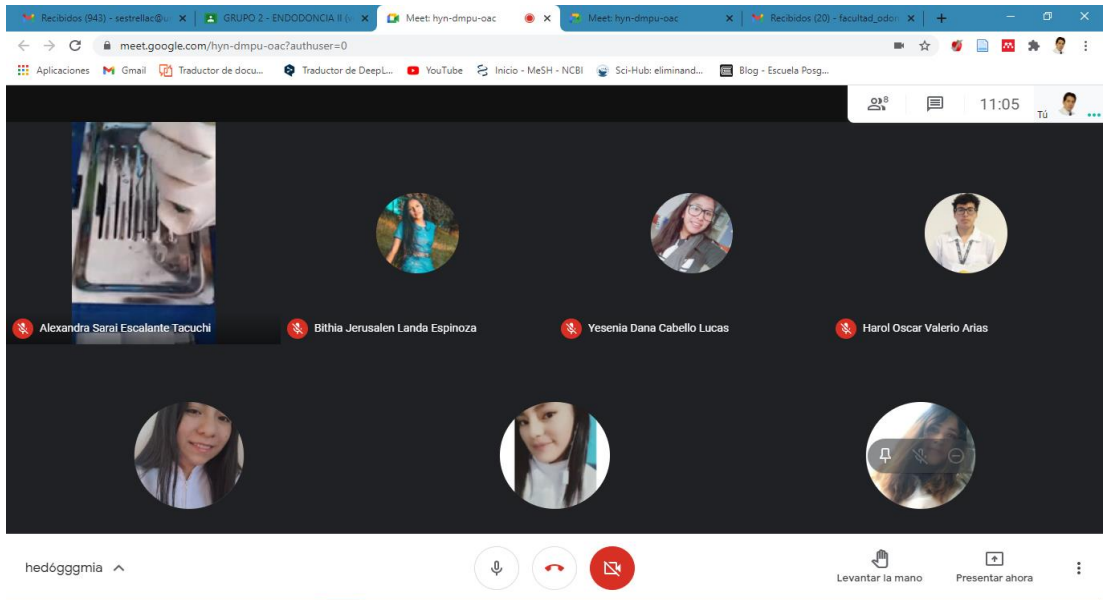 Recibidos (943) - sestrellac@u
GRUPO 2 - ENDODONCIA II (v
Meet: hyn-dmpu-oac
Meet: hyn-dmpu-oac
Recibidos (20) - facultad_odon
meet.google.com/hyn-dmpu-oac?authuser=0
Aplicaciones
Gmail
Traductor de docu...
Traductor de DeepL...
YouTube
Inicio - MeSH - NCBI
Sci-Hub: eliminand...
Blog - Escuela Posg...
8
11:05
Tú
Alexandra Sarai Escalante Tacuchi
Bithia Jerusalen Landa Espinoza
Yesenia Dana Cabello Lucas
Harol Oscar Valerio Arias
hedógggmia
Levantar la mano
Presentar ahora